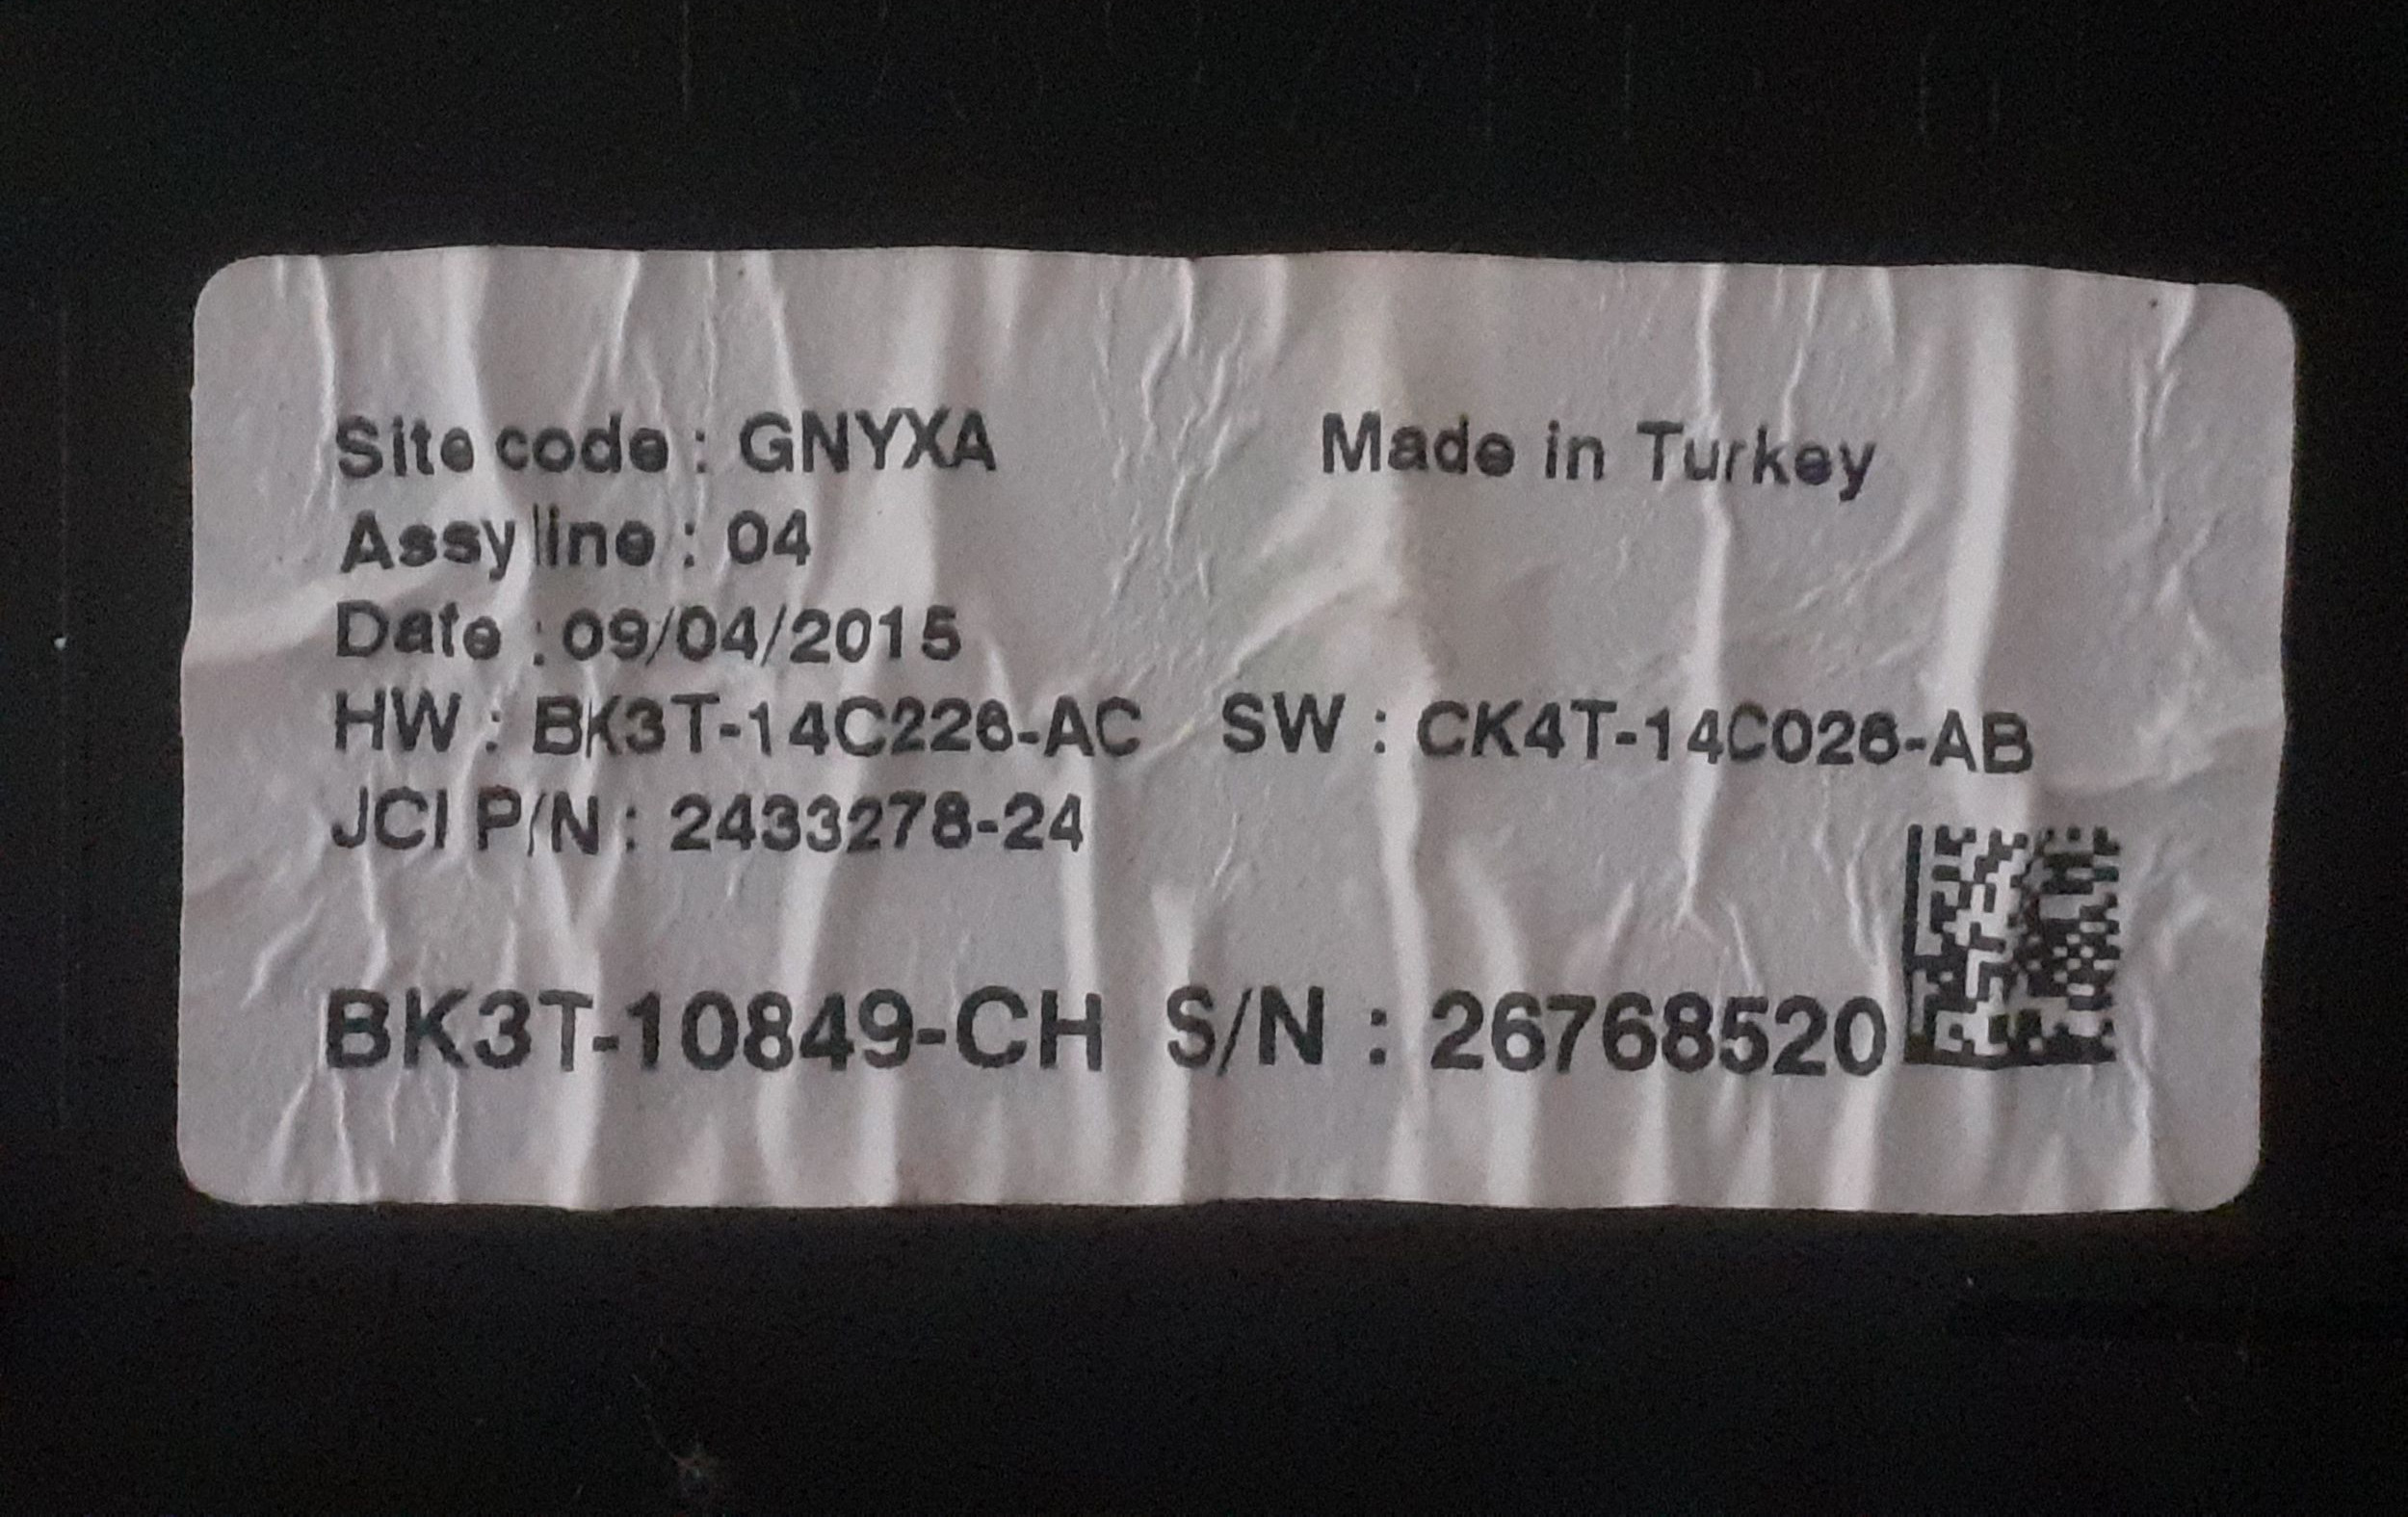 Site code : GNYXA Made in Turkey
Assy line : 04
Date : 09/04/2015
HW : BK3T-14C226-AC SW : CK4T-14C026-AB
JCI P/N : 2433278-24
BK3T-10849-CH S/N : 26768520